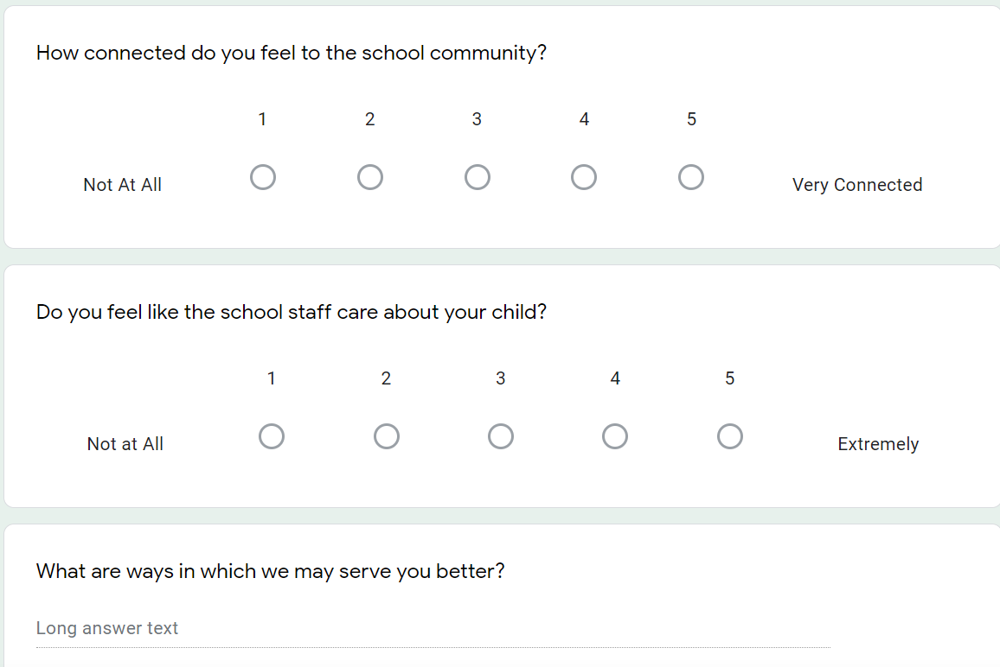 How connected do you feel to the school community?
1 2 3 4 5
Not At All Very Connected
Do you feel like the school staff care about your child?
1 2 3 4 5
Not at All Extremely
What are ways in which we may serve you better?
Long answer text